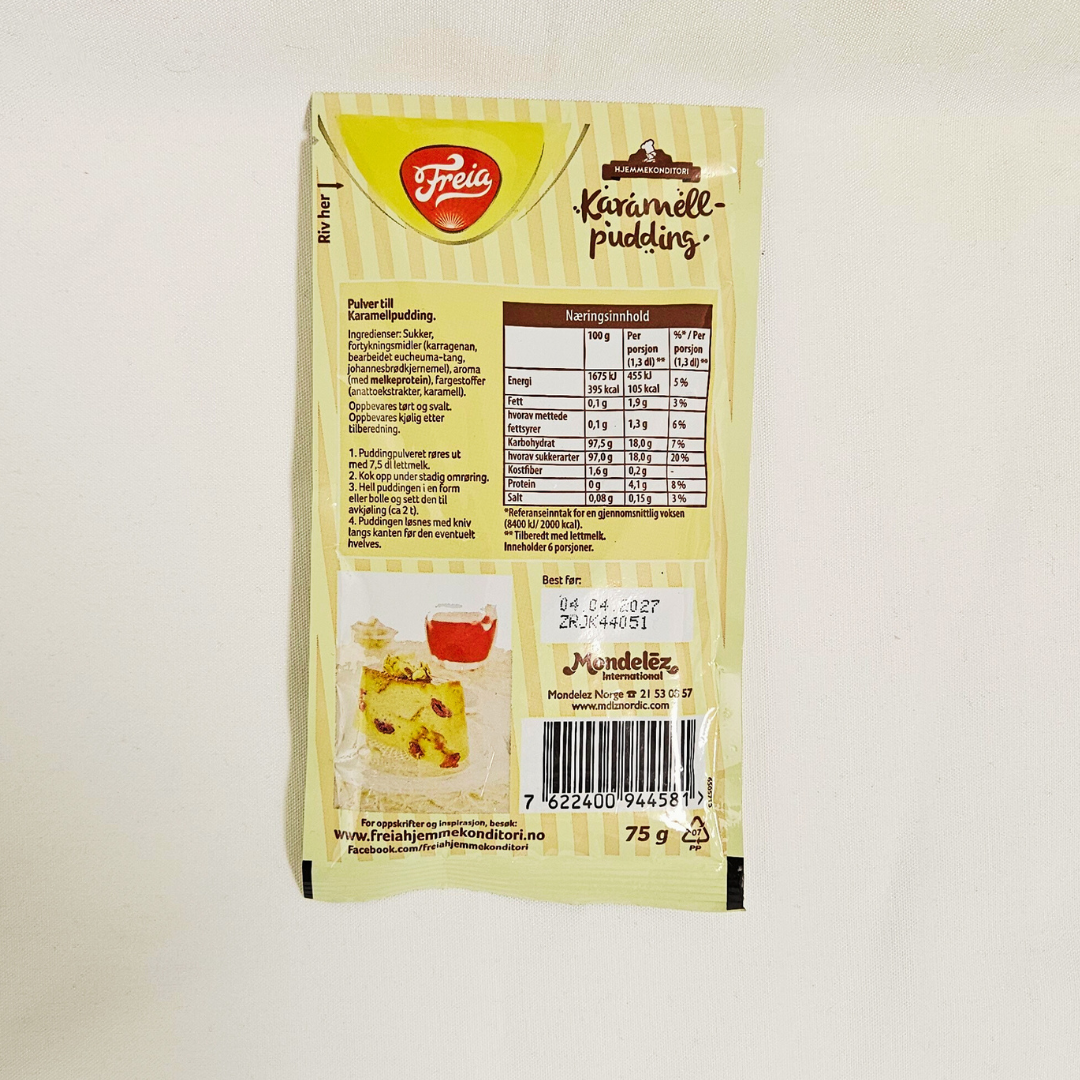 Riv her
Freia
HJEMMEKONDITORI
Karamell-
pudding
Pulver till
Karamellpudding.
Ingredienser: Sukker,
fortykningsmidler (karragenan,
bearbeidet eucheuma-tang,
johannesbrødkjernemel), aroma
(med melkeprotein), fargestoffer
(anattoekstrakter, karamell).
Oppbevares tørt og svalt.
Oppbevares kjølig etter
tilberedning.
1. Puddingpulveret røres ut
med 7,5 dl lettmelk.
2. Kok opp under stadig omrøring.
3. Hell puddingen i en form
eller bolle og sett den til
avkjøling (ca 2 t).
4. Puddingen løsnes med kniv
langs kanten før den eventuelt
hvelves.
Næringsinnhold
100 g Per %* / Per
porsjon porsjon
(1,3 dl) ** (1,3 dl) **
Energi 1675 kJ 455 kJ 5 %
395 kcal 105 kcal
Fett 0,1 g 1,9 g 3 %
hvorav mettede
fettsyrer 0,1 g 1,3 g 6 %
Karbohydrat 97,5 g 18,0 g 7 %
hvorav sukkerarter 97,0 g 18,0 g 20 %
Kostfiber 1,6 g 0,2 g -
Protein 0 g 4,1 g 8 %
Salt 0,08 g 0,15 g 3 %
*Referanseinntak for en gjennomsnittlig voksen
(8400 kJ/ 2000 kcal).
** Tilberedt med lettmelk.
Inneholder 6 porsjoner.
Best før:
04.04.2027
ZRJK44051
Mondelēz
International
Mondelez Norge ☎ 21 53 08 57
www.mdlznordic.com
7 622400 944581 >
For oppskrifter og inspirasjon, besøk:
www.freiahjemmekonditori.no
Facebook.com/freiahjemmekonditori
75 g
07
PP